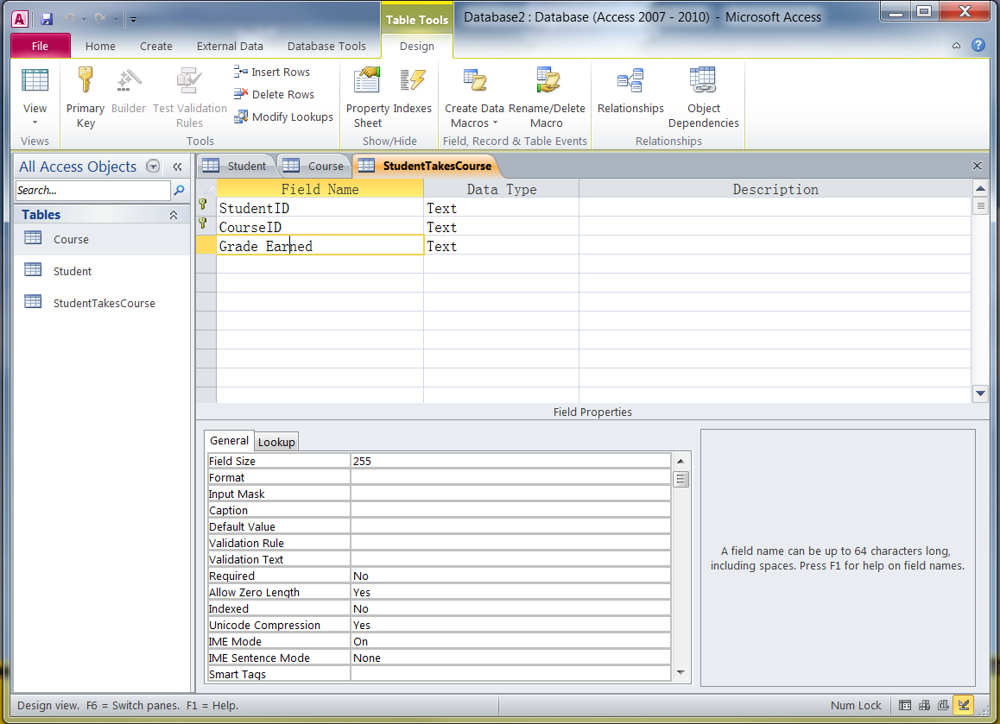 A
Table Tools
Database2 : Database (Access 2007 - 2010) - Microsoft Access
File Home Create External Data Database Tools Design
View
Primary Key
Builder
Test Validation Rules
Insert Rows
Delete Rows
Modify Lookups
Property Sheet
Indexes
Create Data Macros
Rename/Delete Macro
Relationships
Object Dependencies
Views Tools Show/Hide Field, Record & Table Events Relationships
All Access Objects
Student Course StudentTakesCourse
Search...
Tables
Course
Student
StudentTakesCourse
Field Name Data Type Description
StudentID Text
CourseID Text
Grade Earned Text
Field Properties
General Lookup
Field Size 255
Format
Input Mask
Caption
Default Value
Validation Rule
Validation Text
Required No
Allow Zero Length Yes
Indexed No
Unicode Compression Yes
IME Mode On
IME Sentence Mode None
Smart Tags
A field name can be up to 64 characters long,
including spaces. Press F1 for help on field names.
Design view. F6 = Switch panes. F1 = Help. Num Lock